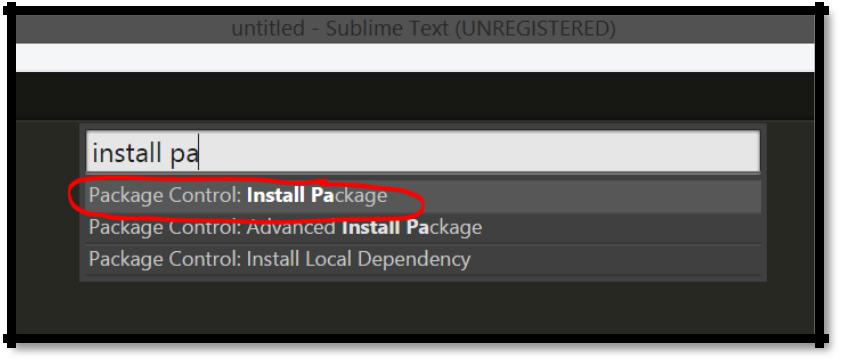 untitled - Sublime Text (UNREGISTERED)
install pa
Package Control: Install Package
Package Control: Advanced Install Package
Package Control: Install Local Dependency